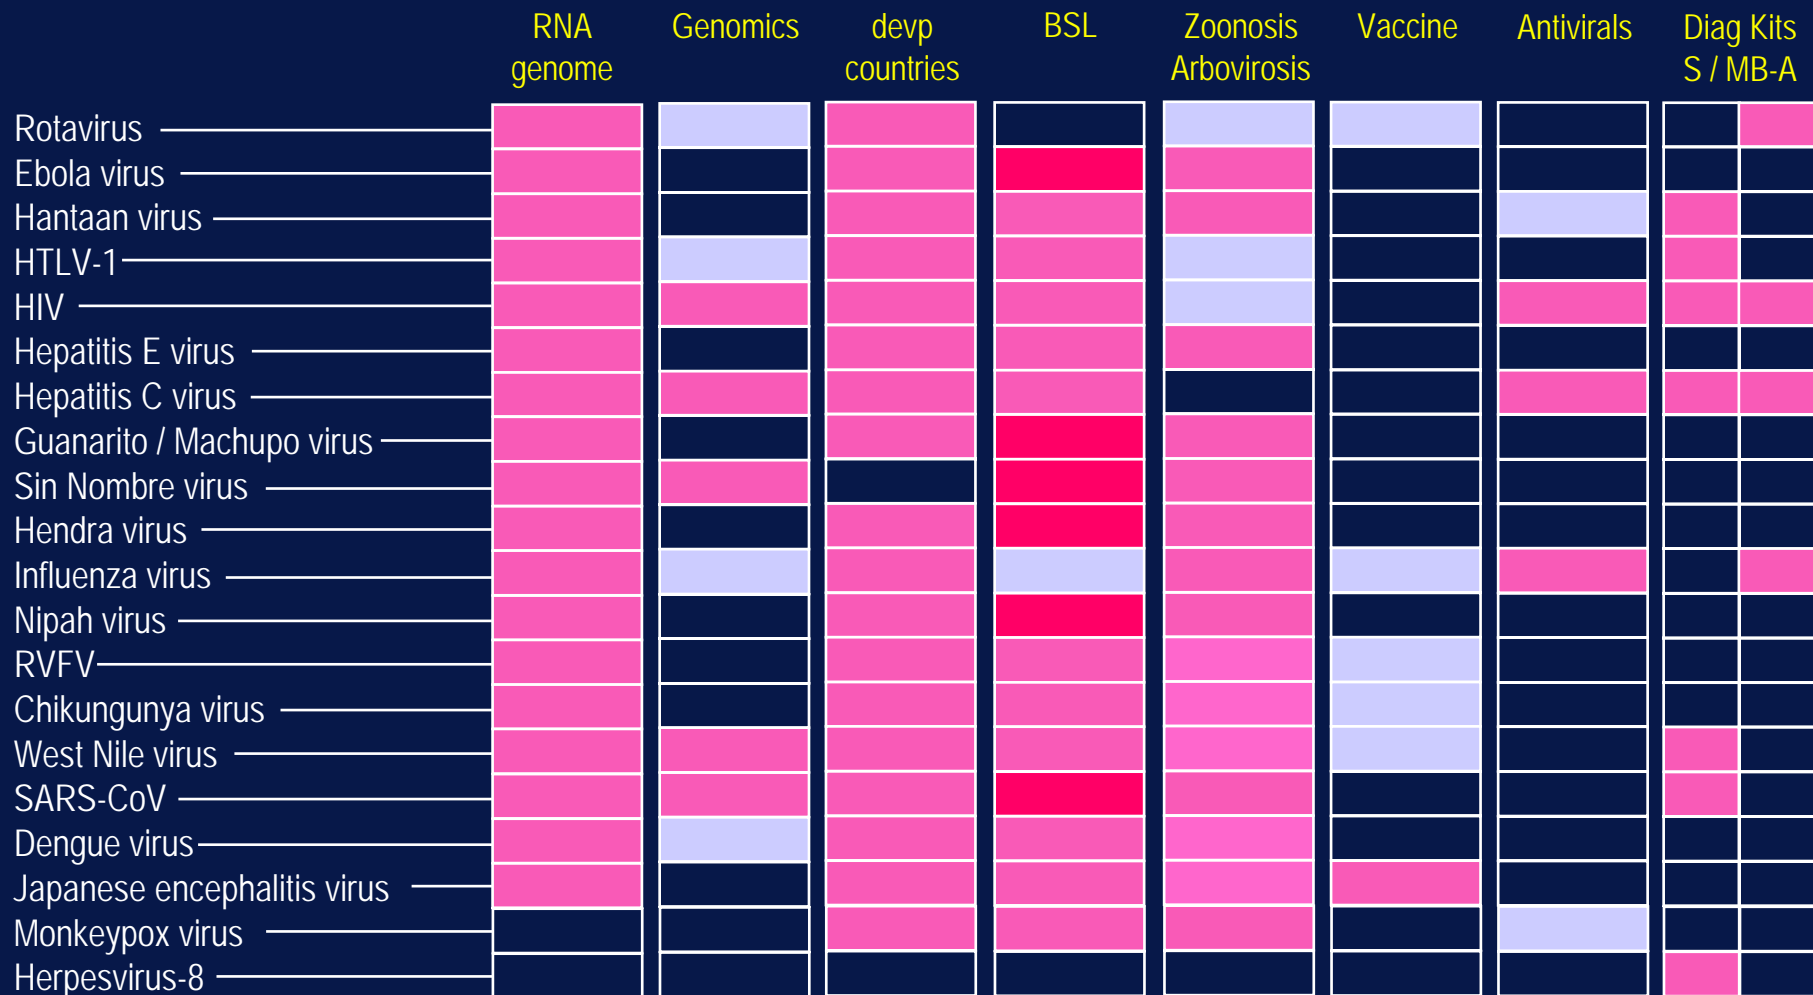 RNA genome
Genomics
devp countries
BSL
Zoonosis Arbovirosis
Vaccine
Antivirals
Diag Kits S / MB-A
Rotavirus
Ebola virus
Hantaan virus
HTLV-1
HIV
Hepatitis E virus
Hepatitis C virus
Guanarito / Machupo virus
Sin Nombre virus
Hendra virus
Influenza virus
Nipah virus
RVFV
Chikungunya virus
West Nile virus
SARS-CoV
Dengue virus
Japanese encephalitis virus
Monkeypox virus
Herpesvirus-8